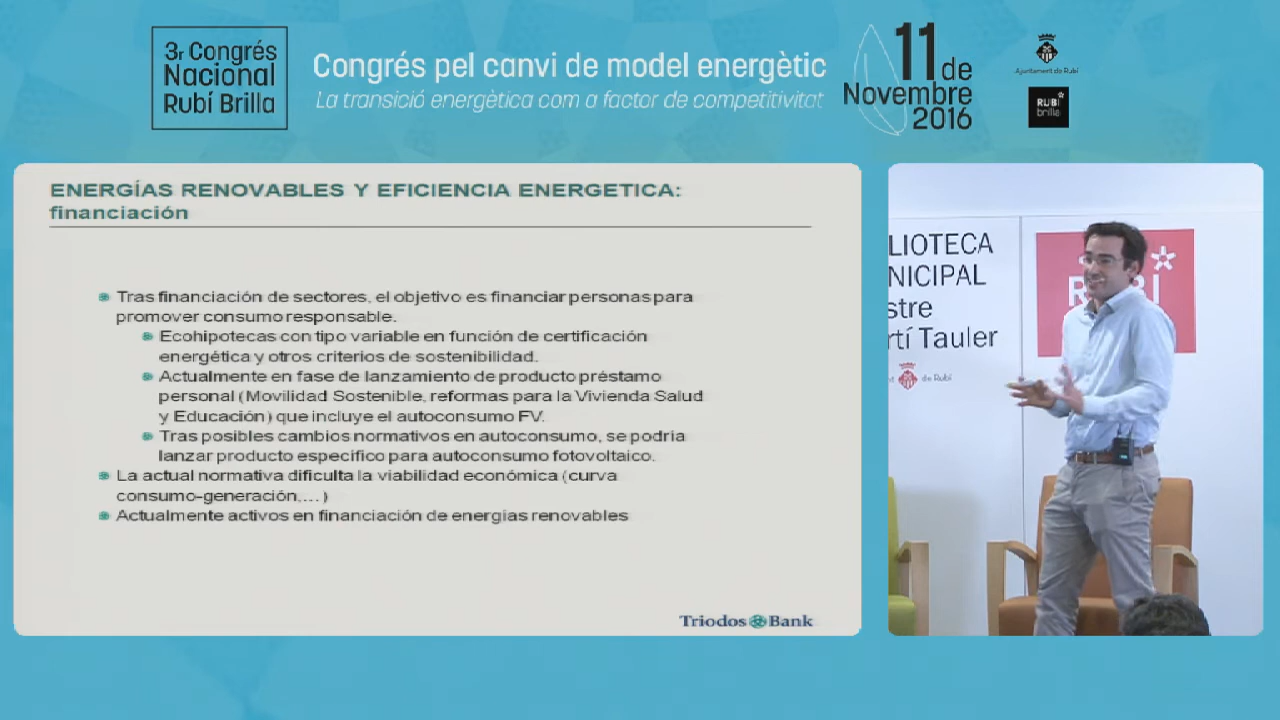 3r Congrés
Nacional
Rubí Brilla
Congrés pel canvi de model energètic
La transició energètica com a factor de competitivitat
11 de
Novembre
2016
Ajuntament de Rubí
RUBÍ
brilla
ENERGÍAS RENOVABLES Y EFICIENCIA ENERGETICA:
financiación
Tras financiación de sectores, el objetivo es financiar personas para
promover consumo responsable.
Ecohipotecas con tipo variable en función de certificación
energética y otros criterios de sostenibilidad.
Actualmente en fase de lanzamiento de producto préstamo
personal (Movilidad Sostenible, reformas para la Vivienda Salud
y Educación) que incluye el autoconsumo FV.
Tras posibles cambios normativos en autoconsumo, se podría
lanzar producto específico para autoconsumo fotovoltaico.
La actual normativa dificulta la viabilidad económica (curva
consumo-generación,...)
Actualmente activos en financiación de energías renovables
Triodos Bank
LIOTECA
NICIPAL
stre
rtí Tauler
nt de Rubí
RUBÍ